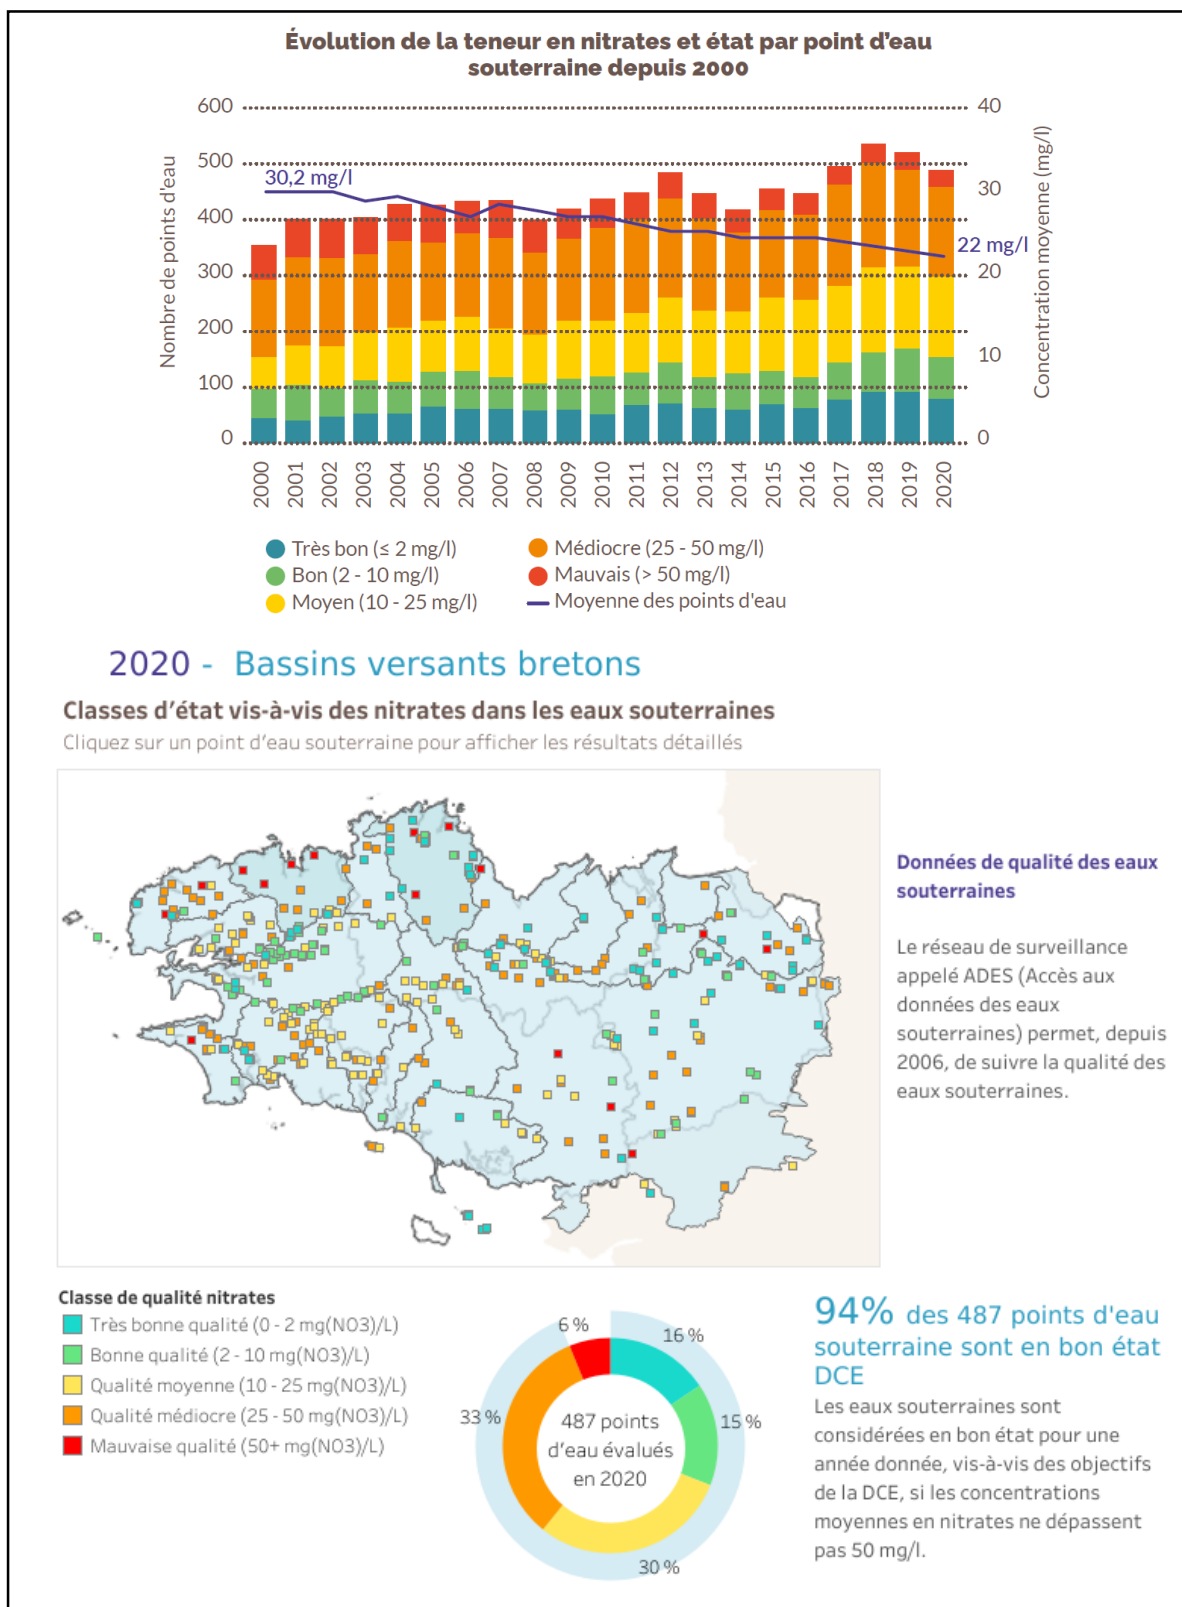 Évolution de la teneur en nitrates et état par point d'eau
souterraine depuis 2000
Nombre de points d'eau
600
500
400
300
200
100
0
30,2 mg/l
22 mg/l
40
30
20
10
0
Concentration moyenne (mg/l)
2000 2001 2002 2003 2004 2005 2006 2007 2008 2009 2010 2011 2012 2013 2014 2015 2016 2017 2018 2019 2020
Très bon (≤ 2 mg/l)
Bon (2 - 10 mg/l)
Moyen (10 - 25 mg/l)
Médiocre (25 - 50 mg/l)
Mauvais (> 50 mg/l)
Moyenne des points d'eau
2020 - Bassins versants bretons
Classes d'état vis-à-vis des nitrates dans les eaux souterraines
Cliquez sur un point d'eau souterraine pour afficher les résultats détaillés
Données de qualité des eaux
souterraines
Le réseau de surveillance
appelé ADES (Accès aux
données des eaux
souterraines) permet, depuis
2006, de suivre la qualité des
eaux souterraines.
Classe de qualité nitrates
Très bonne qualité (0 - 2 mg(NO3)/L)
Bonne qualité (2 - 10 mg(NO3)/L)
Qualité moyenne (10 - 25 mg(NO3)/L)
Qualité médiocre (25 - 50 mg(NO3)/L)
Mauvaise qualité (50+ mg(NO3)/L)
6 %
16 %
15 %
30 %
33 %
487 points
d'eau évalués
en 2020
94% des 487 points d'eau
souterraine sont en bon état
DCE
Les eaux souterraines sont
considérées en bon état pour une
année donnée, vis-à-vis des objectifs
de la DCE, si les concentrations
moyennes en nitrates ne dépassent
pas 50 mg/l.